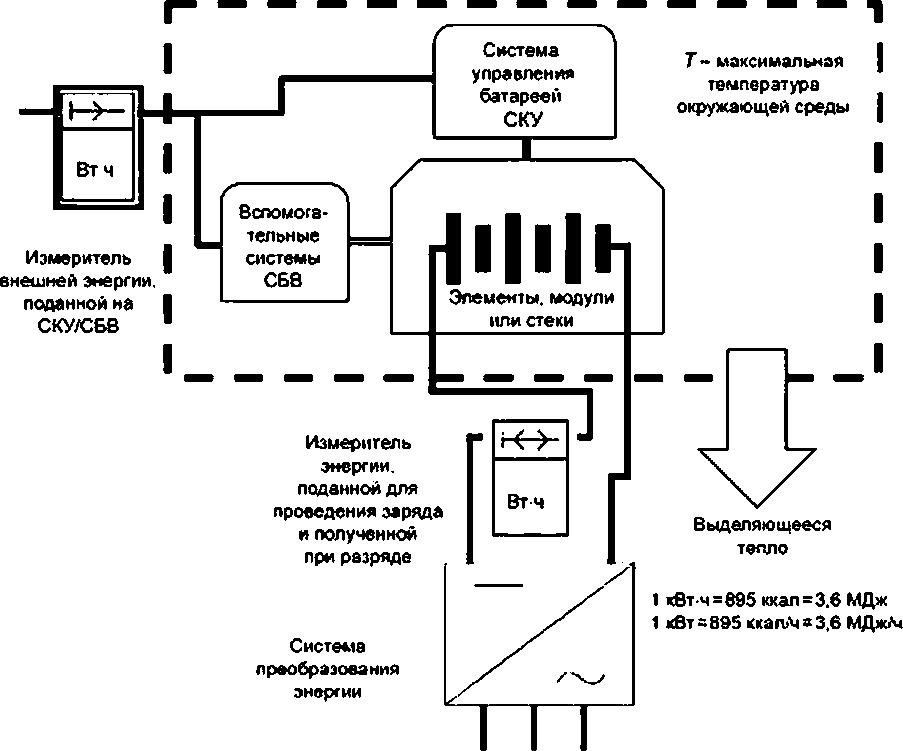 Система
управления
батареей
СКУ
T – максимальная
температура
окружающей среды
Вт ч
Вспомога-
тельные
системы
СБВ
Измеритель
внешней энергии,
поданной на
СКУ/СБВ
Элементы, модули
или стеки
Измеритель
энергии,
поданной для
проведения заряда
и полученной
при разряде
Вт·ч
Выделяющееся
тепло
1 кВт·ч = 895 ккал = 3,6 МДж
1 кВт = 895 ккал/ч = 3,6 МДж/ч
Система
преобразования
энергии